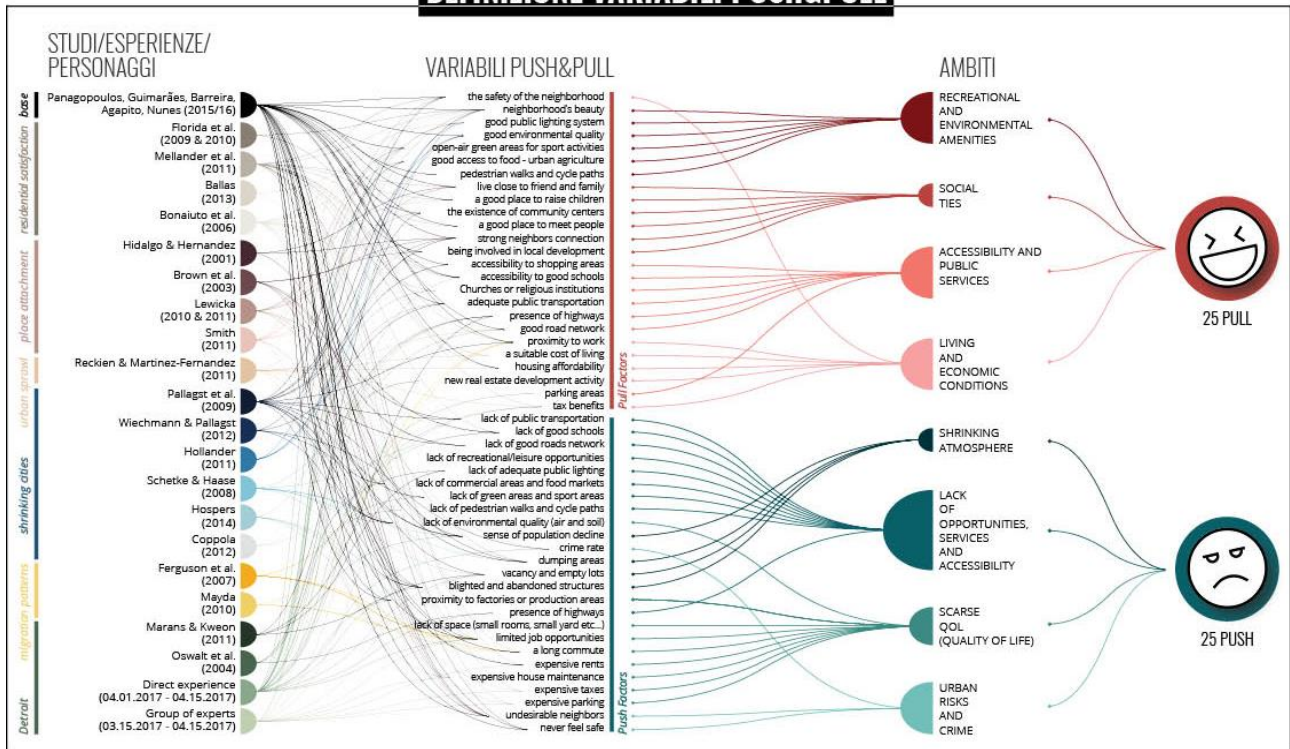 DEFINIZIONE VARIABILI PUSH&PULL
STUDI/ESPERIENZE/
PERSONAGGI
base
Panagopoulos, Guimarães, Barreira,
Agapito, Nunes (2015/16)
residential satisfaction
Florida et al.
(2009 & 2010)
Mellander et al.
(2011)
Ballas
(2013)
Bonaiuto et al.
(2006)
place attachment
Hidalgo & Hernandez
(2001)
Brown et al.
(2003)
Lewicka
(2010 & 2011)
Smith
(2011)
urban sprawl
Reckien & Martinez-Fernandez
(2011)
shrinking cities
Pallagst et al.
(2009)
Wiechmann & Pallagst
(2012)
Hollander
(2011)
Schetke & Haase
(2008)
Hospers
(2014)
Coppola
(2012)
migration patterns
Ferguson et al.
(2007)
Mayda
(2010)
Detroit
Marans & Kweon
(2011)
Oswalt et al.
(2004)
Direct experience
(04.01.2017 - 04.15.2017)
Group of experts
(03.15.2017 - 04.15.2017)
VARIABILI PUSH&PULL
the safety of the neighborhood
neighborhood's beauty
good public lighting system
good environmental quality
open-air green areas for sport activities
good access to food - urban agriculture
pedestrian walks and cycle paths
live close to friend and family
a good place to raise children
the existence of community centers
a good place to meet people
strong neighbors connection
being involved in local development
accessibility to shopping areas
accessibility to good schools
Churches or religious institutions
adequate public transportation
presence of highways
good road network
proximity to work
a suitable cost of living
housing affordability
new real estate development activity
parking areas
tax benefits
Pull Factors
lack of public transportation
lack of good schools
lack of good roads network
lack of recreational/leisure opportunities
lack of adequate public lighting
lack of commercial areas and food markets
lack of green areas and sport areas
lack of pedestrian walks and cycle paths
lack of environmental quality (air and soil)
sense of population decline
crime rate
dumping areas
vacancy and empty lots
blighted and abandoned structures
proximity to factories or production areas
presence of highways
lack of space (small rooms, small yard etc...)
limited job opportunities
a long commute
expensive rents
expensive house maintenance
expensive taxes
expensive parking
undesirable neighbors
never feel safe
Push Factors
AMBITI
RECREATIONAL
AND
ENVIRONMENTAL
AMENITIES
SOCIAL
TIES
ACCESSIBILITY AND
PUBLIC
SERVICES
LIVING
AND
ECONOMIC
CONDITIONS
SHRINKING
ATMOSPHERE
LACK
OF
OPPORTUNITIES,
SERVICES
AND
ACCESSIBILITY
SCARSE
QOL
(QUALITY OF LIFE)
URBAN
RISKS
AND
CRIME
25 PULL
25 PUSH